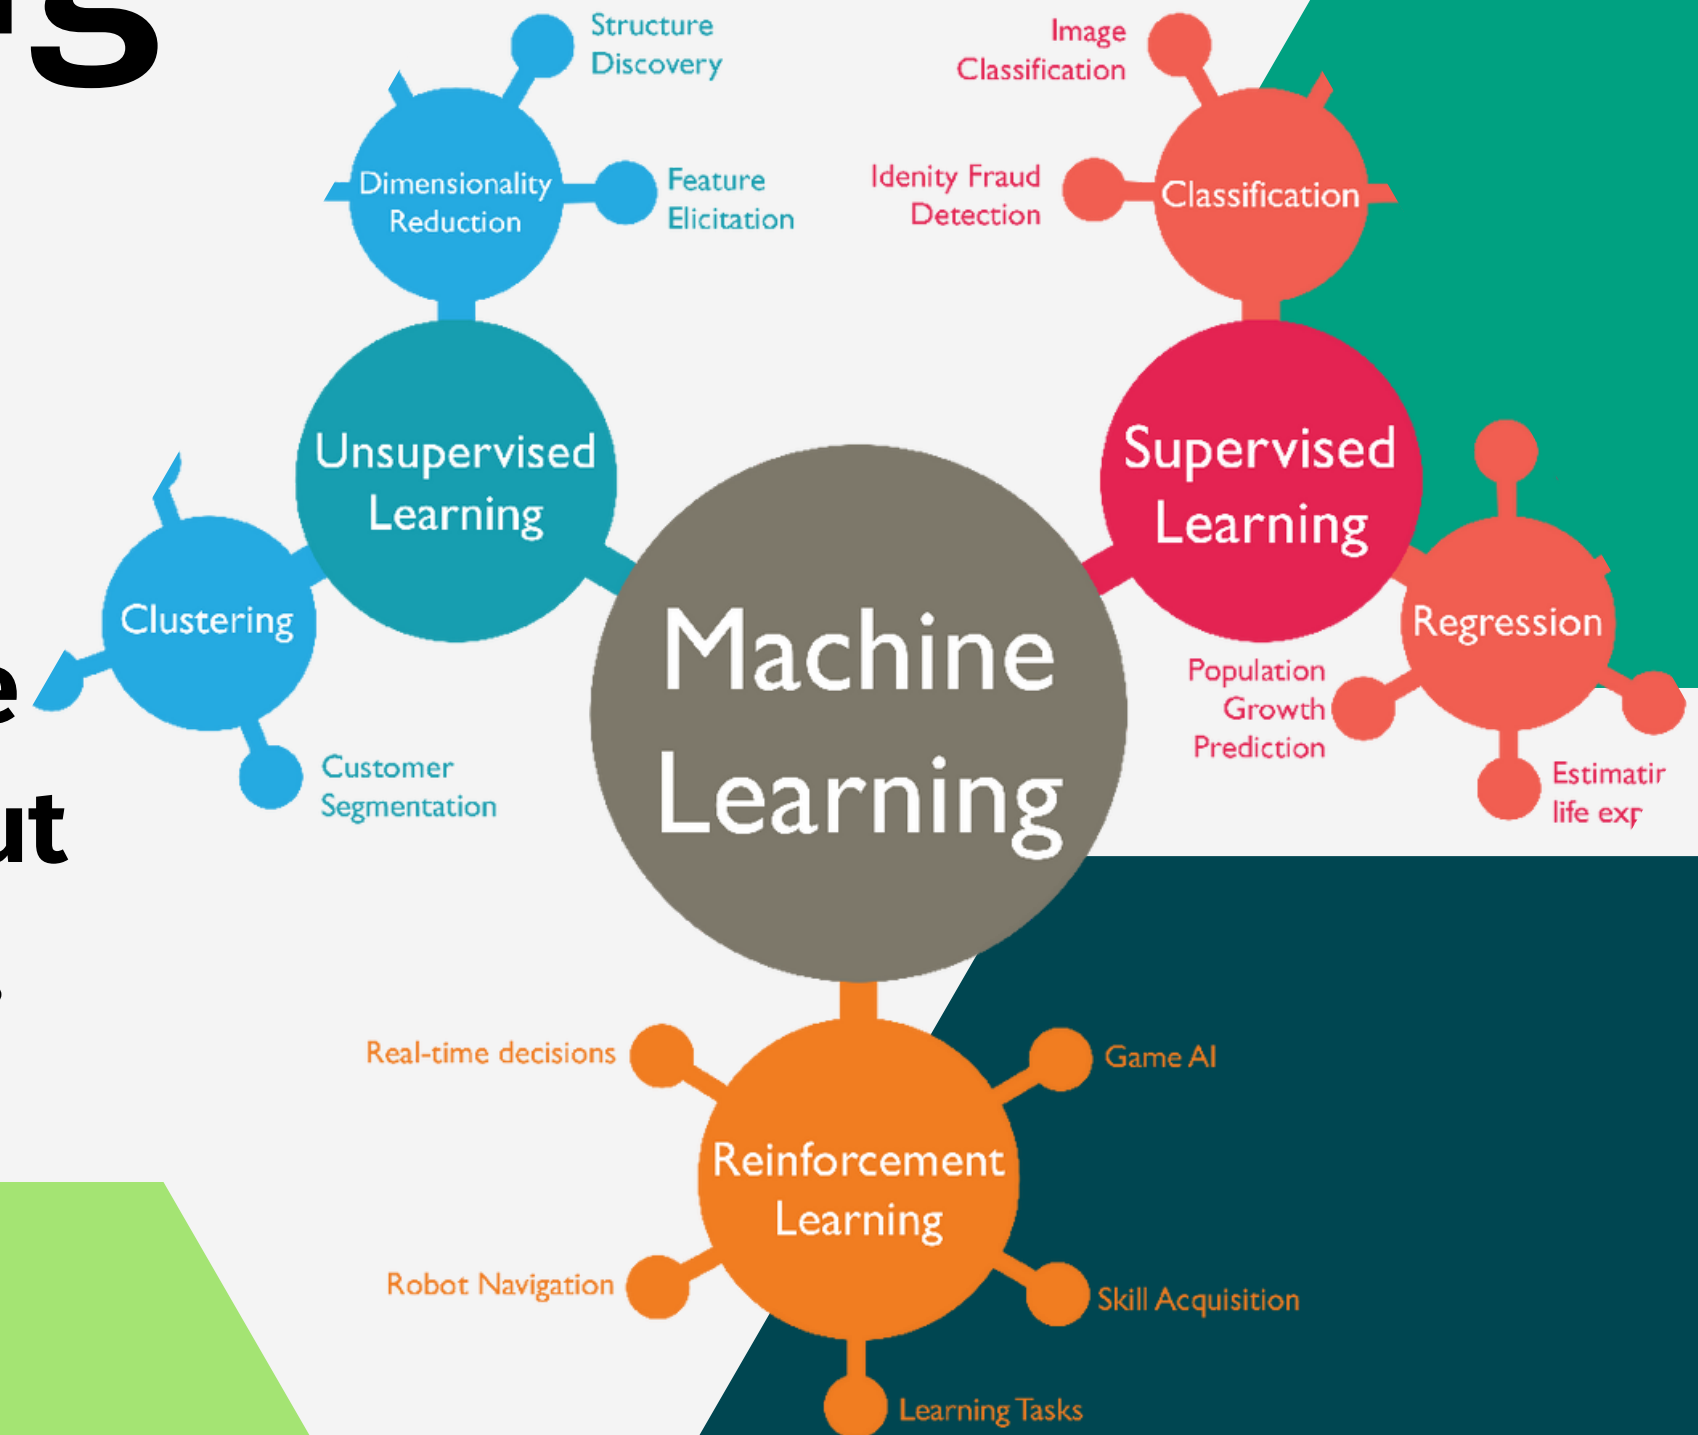 Structure
Discovery
Feature
Elicitation
Dimensionality
Reduction
Image
Classification
Idenity Fraud
Detection
Classification
Unsupervised
Learning
Supervised
Learning
Clustering
Customer
Segmentation
Machine
Learning
Regression
Population
Growth
Prediction
life
Real-time decisions
Game AI
Reinforcement
Learning
Robot Navigation
Skill Acquisition
Learning Tasks